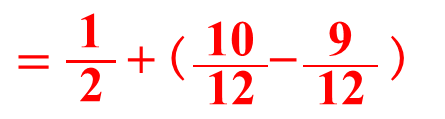 = 1/2 + ( 10/12 − 9/12 )